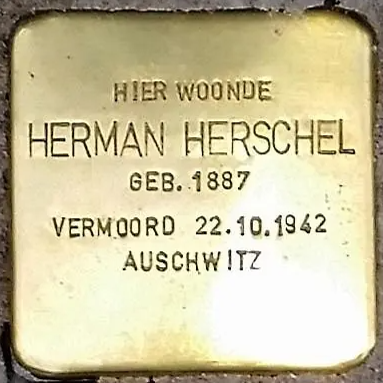 HIER WOONDE
HERMAN HERSCHEL
GEB. 1887
VERMOORD 22.10.1942
AUSCHWITZ